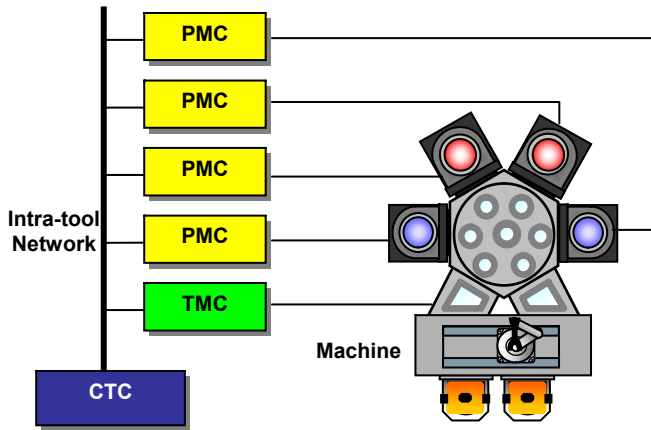 PMC
PMC
PMC
Intra-tool
Network
PMC
TMC
Machine
CTC